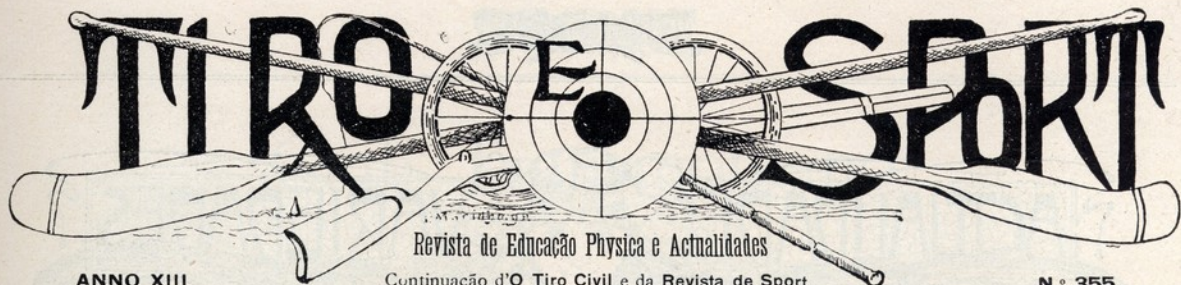 TIRO E SPORT
Revista de Educação Physica e Actualidades
ANNO XIII Continuação d'O Tiro Civil e da Revista de Sport N.º 355